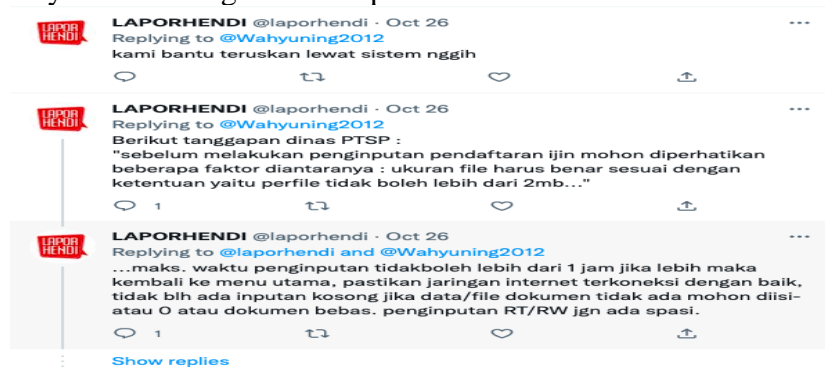 LAPOR
HENDI
LAPORHENDI @laporhendi · Oct 26
Replying to @Wahyuning2012
kami bantu teruskan lewat sistem nggih
LAPOR
HENDI
LAPORHENDI @laporhendi · Oct 26
Replying to @Wahyuning2012
Berikut tanggapan dinas PTSP :
"sebelum melakukan penginputan pendaftaran ijin mohon diperhatikan
beberapa faktor diantaranya : ukuran file harus benar sesuai dengan
ketentuan yaitu perfile tidak boleh lebih dari 2mb..."
1
LAPOR
HENDI
LAPORHENDI @laporhendi · Oct 26
Replying to @laporhendi and @Wahyuning2012
...maks. waktu penginputan tidakboleh lebih dari 1 jam jika lebih maka
kembali ke menu utama, pastikan jaringan internet terkoneksi dengan baik,
tidak blh ada inputan kosong jika data/file dokumen tidak ada mohon diisi-
atau 0 atau dokumen bebas. penginputan RT/RW jgn ada spasi.
1
Show replies